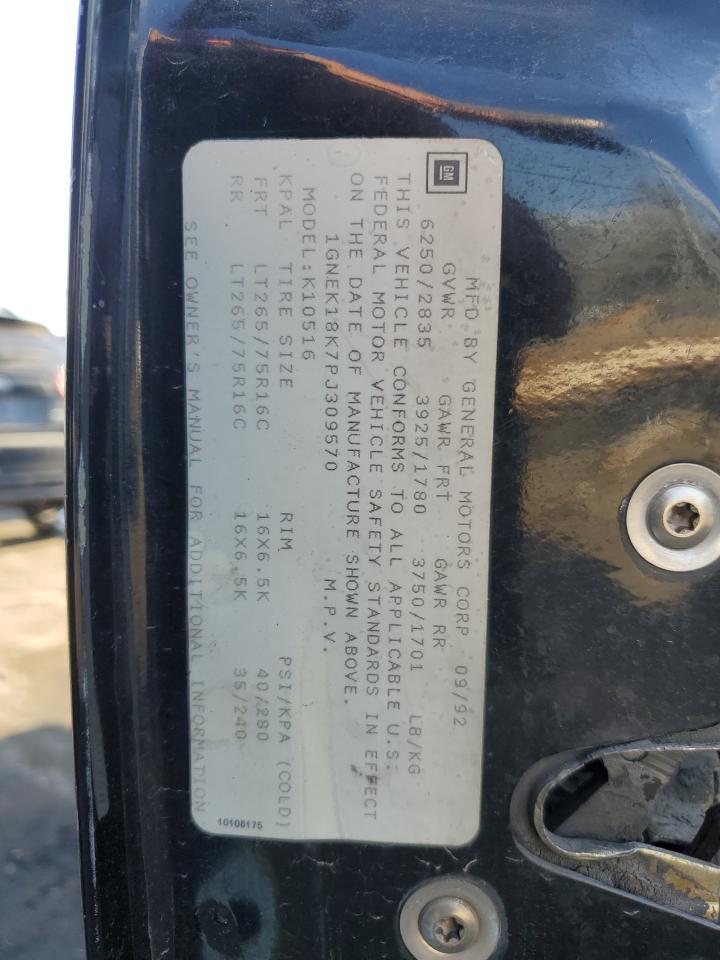 GM
MFD BY GENERAL MOTORS CORP 09/92
GVWR GAWR FRT GAWR RR
6250/2835 3925/1780 3750/1701 LB/KG
THIS VEHICLE CONFORMS TO ALL APPLICABLE U.S.
FEDERAL MOTOR VEHICLE SAFETY STANDARDS IN EFFECT
ON THE DATE OF MANUFACTURE SHOWN ABOVE.
1GNEK18K7PJ309570 M.P.V.
MODEL:K10516
KPAL TIRE SIZE RIM PSI/KPA (COLD)
FRT LT265/75R16C 16X6.5K 40/280
RR LT265/75R16C 16X6.5K 35/240
SEE OWNER'S MANUAL FOR ADDITIONAL INFORMATION
10106175